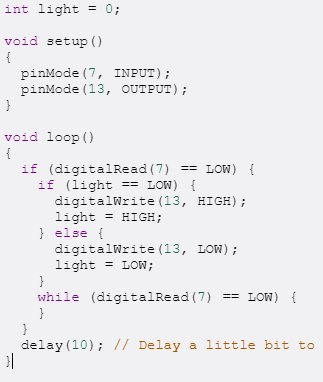 int light = 0;
void setup()
{
  pinMode(7, INPUT);
  pinMode(13, OUTPUT);
}
void loop()
{
  if (digitalRead(7) == LOW) {
    if (light == LOW) {
      digitalWrite(13, HIGH);
      light = HIGH;
    } else {
      digitalWrite(13, LOW);
      light = LOW;
    }
    while (digitalRead(7) == LOW) {
    }
  }
  delay(10); // Delay a little bit to
}